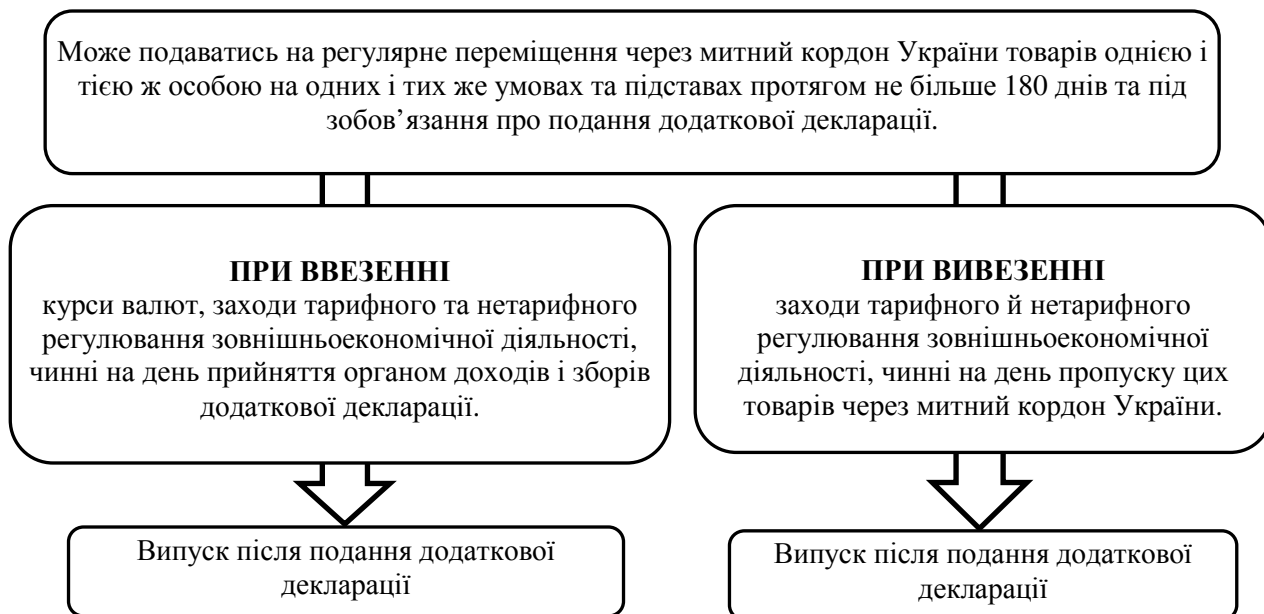 Може подаватись на регулярне переміщення через митний кордон України товарів однією і
тією ж особою на одних і тих же умовах та підставах протягом не більше 180 днів та під
зобов’язання про подання додаткової декларації.
ПРИ ВВЕЗЕННІ
курси валют, заходи тарифного та нетарифного
регулювання зовнішньоекономічної діяльності,
чинні на день прийняття органом доходів і зборів
додаткової декларації.
ПРИ ВИВЕЗЕННІ
заходи тарифного й нетарифного
регулювання зовнішньоекономічної
діяльності, чинні на день пропуску цих
товарів через митний кордон України.
Випуск після подання додаткової
декларації
Випуск після подання додаткової
декларації